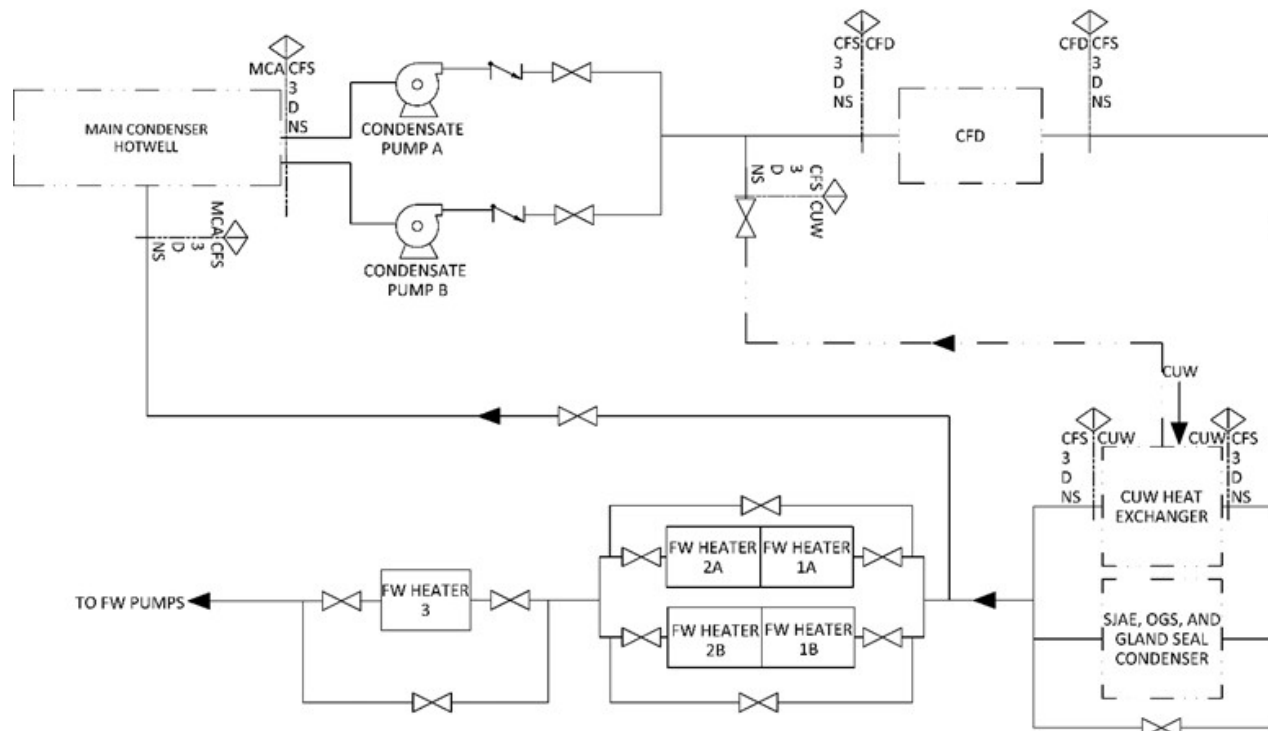 MCA CFS
3
D
NS
CFS CFD
3
D
NS
CFD CFS
3
D
NS
MAIN CONDENSER
HOTWELL
CONDENSATE
PUMP A
CFD
MCA CFS
3
D
NS
CONDENSATE
PUMP B
CFS CUW
3
D
NS
CUW
CFS CUW
3
D
NS
CUW CFS
3
D
NS
CUW HEAT
EXCHANGER
FW HEATER
2A
FW HEATER
1A
TO FW PUMPS
FW HEATER
3
FW HEATER
2B
FW HEATER
1B
SJAE, OGS, AND
GLAND SEAL
CONDENSER